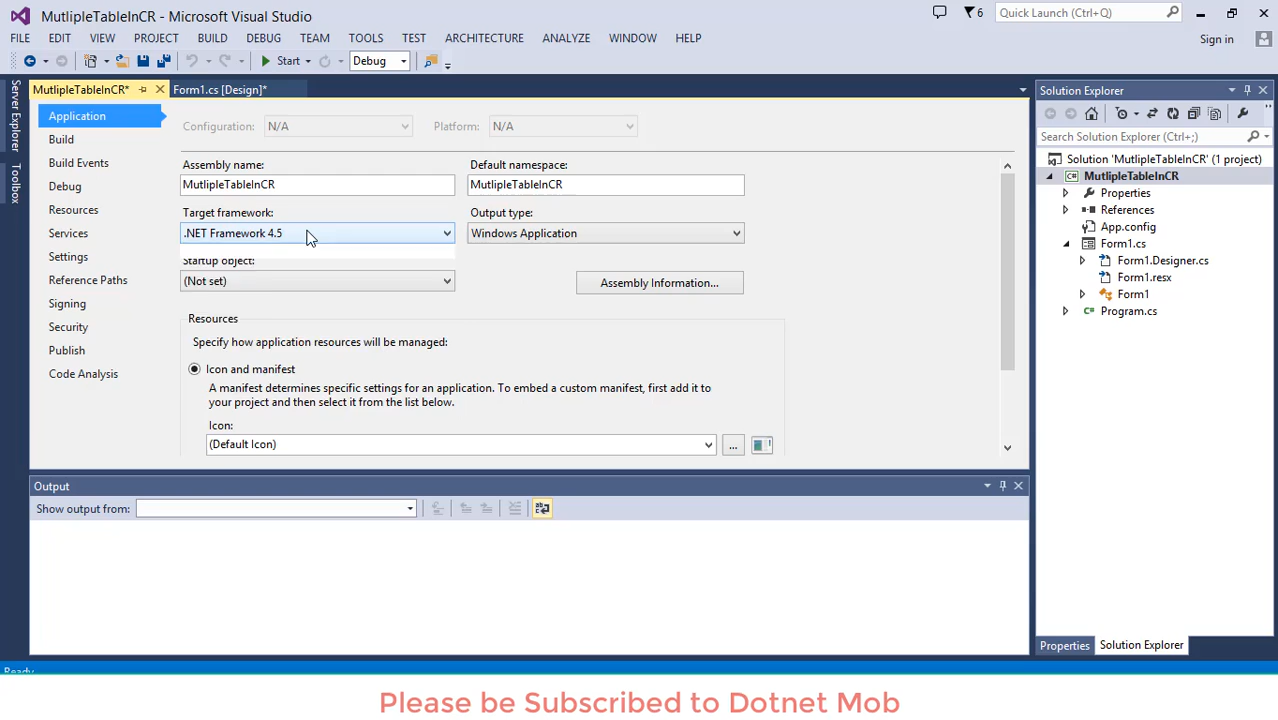 MutlipleTableInCR - Microsoft Visual Studio
6
Quick Launch (Ctrl+Q)
FILE EDIT VIEW PROJECT BUILD DEBUG TEAM TOOLS TEST ARCHITECTURE ANALYZE WINDOW HELP
Sign in
Start
Debug
Server Explorer
Toolbox
MutlipleTableInCR*
Form1.cs [Design]*
Application
Build
Build Events
Debug
Resources
Services
Settings
Reference Paths
Signing
Security
Publish
Code Analysis
Configuration: N/A
Platform: N/A
Assembly name:
MutlipleTableInCR
Default namespace:
MutlipleTableInCR
Target framework:
.NET Framework 4.5
Output type:
Windows Application
Startup object:
(Not set)
Assembly Information...
Resources
Specify how application resources will be managed:
Icon and manifest
A manifest determines specific settings for an application. To embed a custom manifest, first add it to
your project and then select it from the list below.
Icon:
(Default Icon)
...
Output
Show output from:
Solution Explorer
Search Solution Explorer (Ctrl+;)
Solution 'MutlipleTableInCR' (1 project)
MutlipleTableInCR
Properties
References
App.config
Form1.cs
Form1.Designer.cs
Form1.resx
Form1
Program.cs
Properties
Solution Explorer
Ready
Please be Subscribed to Dotnet Mob